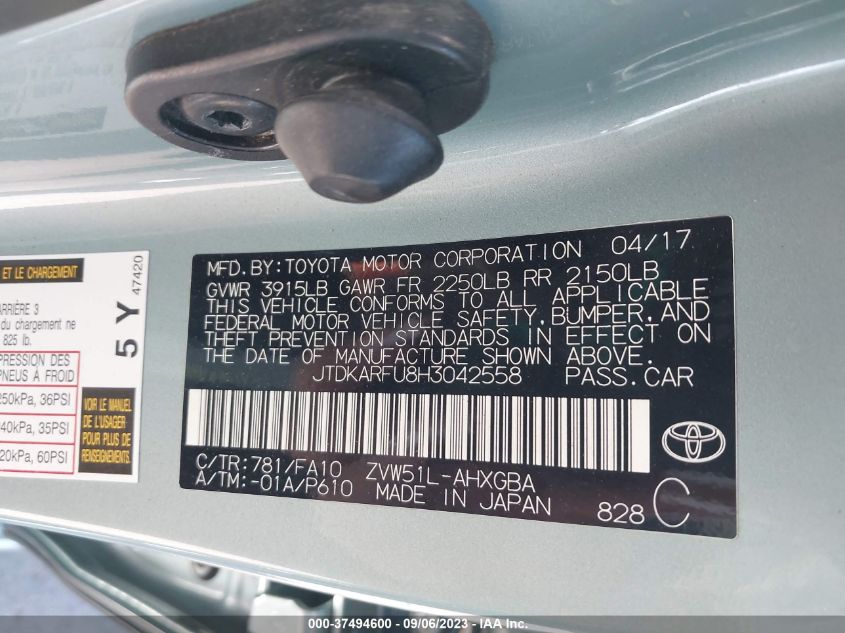 MFD. BY: TOYOTA MOTOR CORPORATION 04/17
GVWR 3915LB GAWR FR 2250LB RR 2150LB
THIS VEHICLE CONFORMS TO ALL APPLICABLE
FEDERAL MOTOR VEHICLE SAFETY, BUMPER, AND
THEFT PREVENTION STANDARDS IN EFFECT ON
THE DATE OF MANUFACTURE SHOWN ABOVE.
JTDKARFU8H3042558 PASS. CAR
C/TR: 781/FA10 ZVW51L-AHXGBA
A/TM: -01A/P610 MADE IN JAPAN
828 C
ET LE CHARGEMENT
ARRIÈRE 3
du chargement ne
825 lb.
PRESSION DES
PNEUS À FROID
250kPa, 36PSI
240kPa, 35PSI
420kPa, 60PSI
VOIR LE MANUEL
DE L'USAGER
POUR PLUS DE
RENSEIGNEMENTS
5 Y 47420
000-37494600 - 09/06/2023 - IAA Inc.